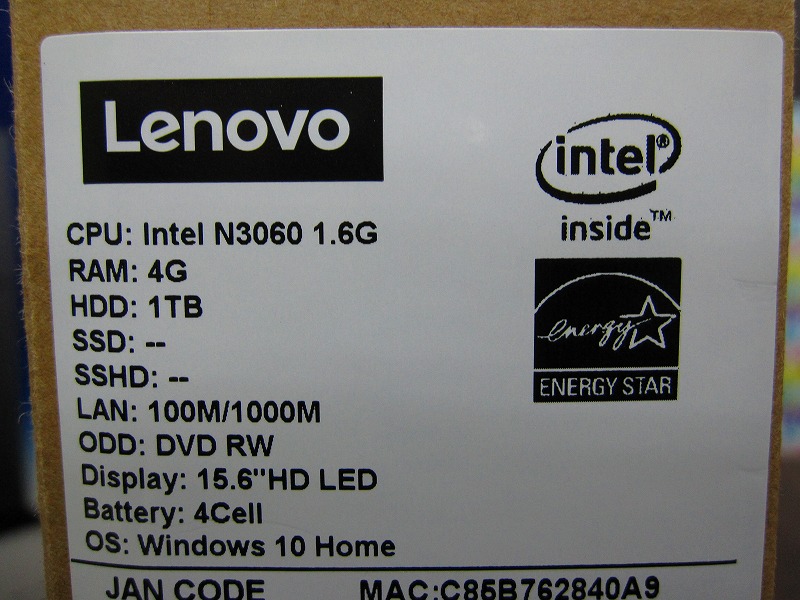 Lenovo
intel®
inside™
CPU: Intel N3060 1.6G
RAM: 4G
HDD: 1TB
SSD: --
SSHD: --
LAN: 100M/1000M
ODD: DVD RW
Display: 15.6"HD LED
Battery: 4Cell
OS: Windows 10 Home
energy
ENERGY STAR
JAN CODE MAC:C85B762840A9